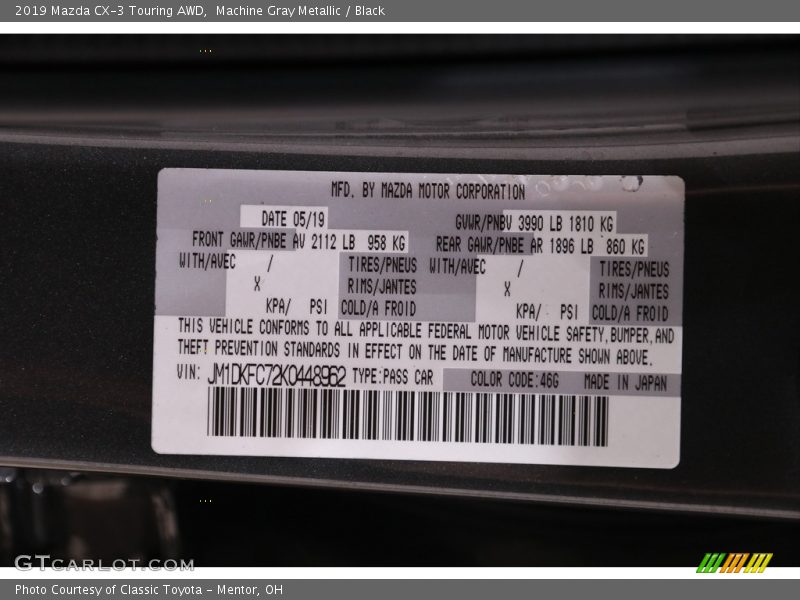 2019 Mazda CX-3 Touring AWD,  Machine Gray Metallic / Black
MFD. BY MAZDA MOTOR CORPORATION
DATE 05/19 GVWR/PNBV 3990 LB 1810 KG
FRONT GAWR/PNBE AV 2112 LB 958 KG REAR GAWR/PNBE AR 1896 LB 860 KG
WITH/AVEC / TIRES/PNEUS WITH/AVEC / TIRES/PNEUS
X RIMS/JANTES X RIMS/JANTES
KPA/ PSI COLD/A FROID KPA/ PSI COLD/A FROID
THIS VEHICLE CONFORMS TO ALL APPLICABLE FEDERAL MOTOR VEHICLE SAFETY,BUMPER,AND
THEFT PREVENTION STANDARDS IN EFFECT ON THE DATE OF MANUFACTURE SHOWN ABOVE.
VIN: JM1DKFC72K0448962 TYPE:PASS CAR COLOR CODE:46G MADE IN JAPAN
GTCARLOT.COM
Photo Courtesy of Classic Toyota - Mentor, OH